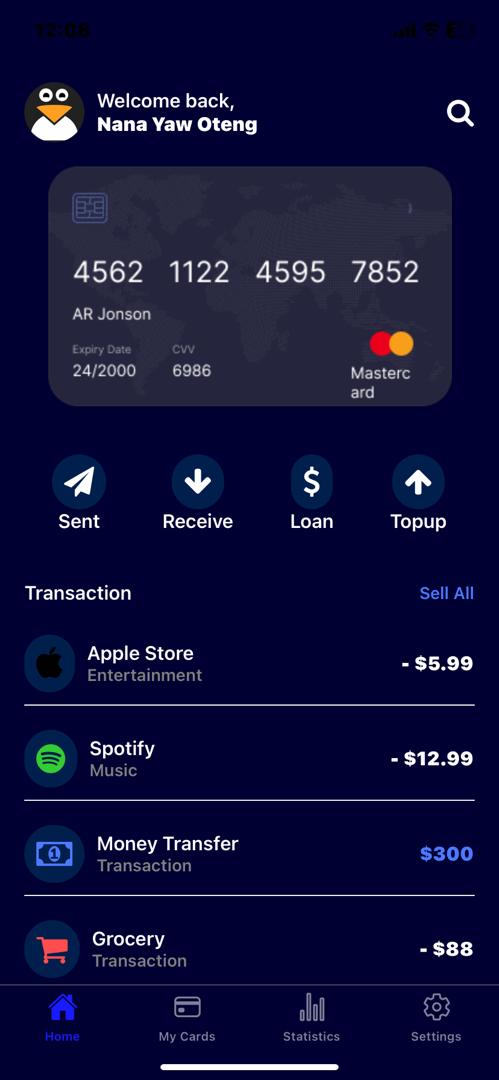 12:08
Welcome back,
Nana Yaw Oteng
4562 1122 4595 7852
AR Jonson
Expiry Date CVV
24/2000 6986
Masterc
ard
Sent Receive Loan Topup
Transaction Sell All
Apple Store
Entertainment
- $5.99
Spotify
Music
- $12.99
Money Transfer
Transaction
$300
Grocery
Transaction
- $88
Home My Cards Statistics Settings